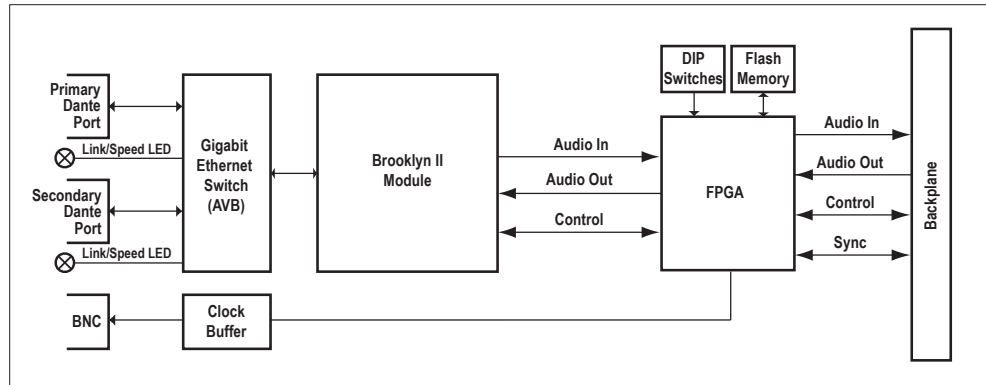 Primary
Dante
Port
Link/Speed LED
Secondary
Dante
Port
Link/Speed LED
BNC
Gigabit
Ethernet
Switch
(AVB)
Clock
Buffer
Brooklyn II
Module
Audio In
Audio Out
Control
DIP
Switches
Flash
Memory
FPGA
Audio In
Audio Out
Control
Sync
Backplane